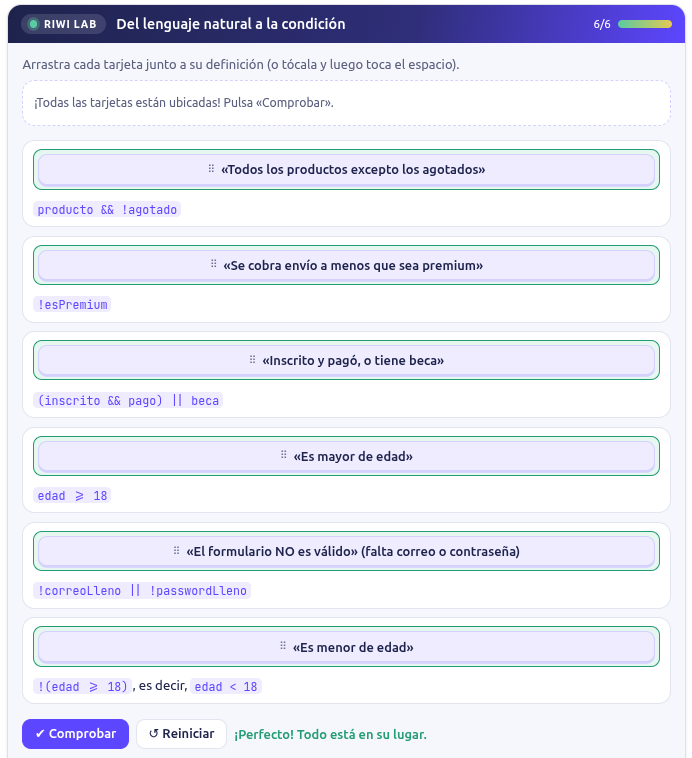 RIWI LAB Del lenguaje natural a la condición 6/6
Arrastra cada tarjeta junto a su definición (o tócala y luego toca el espacio).
¡Todas las tarjetas están ubicadas! Pulsa «Comprobar».
«Todos los productos excepto los agotados»
producto && !agotado
«Se cobra envío a menos que sea premium»
!esPremium
«Inscrito y pagó, o tiene beca»
(inscrito && pago) || beca
«Es mayor de edad»
edad >= 18
«El formulario NO es válido» (falta correo o contraseña)
!correoLleno || !passwordLleno
«Es menor de edad»
!(edad >= 18), es decir, edad < 18
✔ Comprobar ↺ Reiniciar ¡Perfecto! Todo está en su lugar.